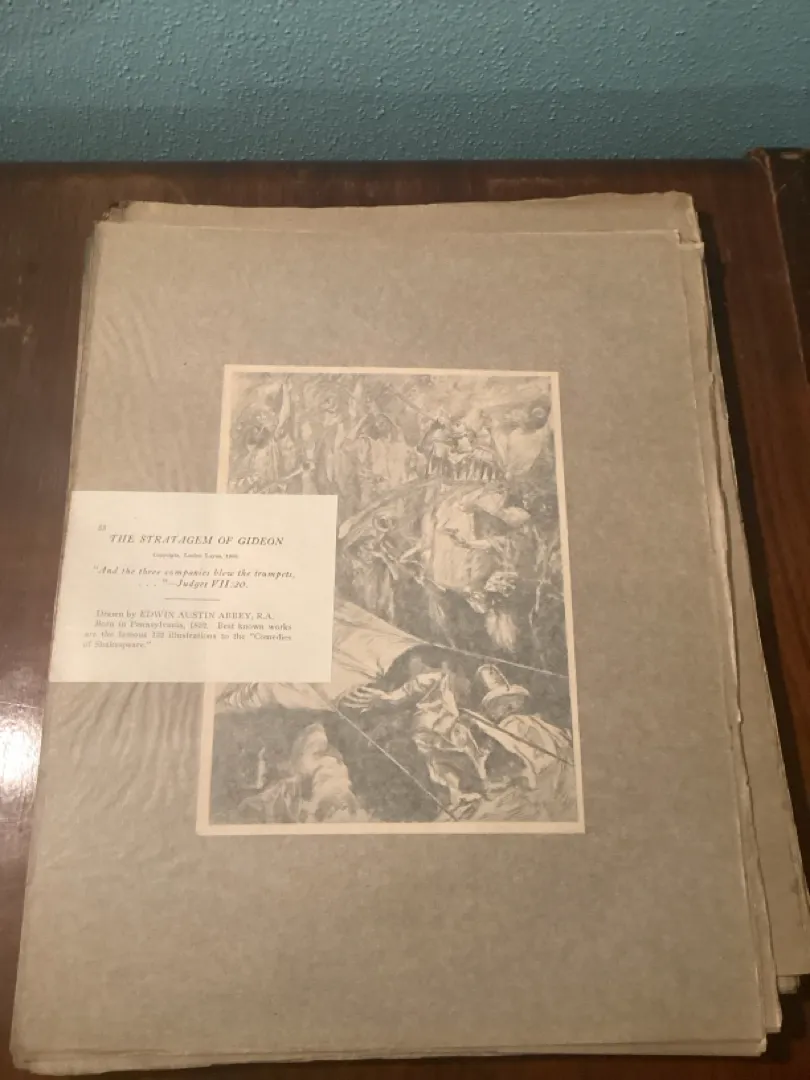 THE STRATAGEM OF GIDEON
"And the three companies blew the trumpets,
. . . "—Judges VII:20.
Drawn by EDWIN AUSTIN ABBEY, R.A.
Born in Pennsylvania, 1852. Best known works
are the famous 132 illustrations to the "Comedies
of Shakespeare."